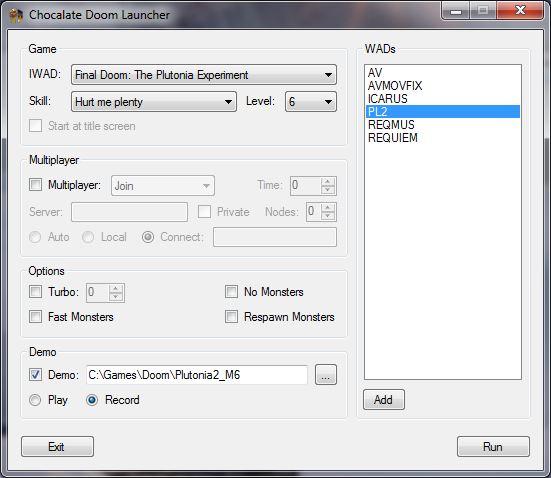 Chocalate Doom Launcher
Game
IWAD: Final Doom: The Plutonia Experiment
Skill: Hurt me plenty Level: 6
Start at title screen
Multiplayer
Multiplayer: Join Time: 0
Server: Private Nodes: 0
Auto Local Connect:
Options
Turbo: 0 No Monsters
Fast Monsters Respawn Monsters
Demo
Demo: C:\Games\Doom\Plutonia2_M6 ...
Play Record
WADs
AV
AVMOVFIX
ICARUS
PL2
REQMUS
REQUIEM
Add
Exit Run